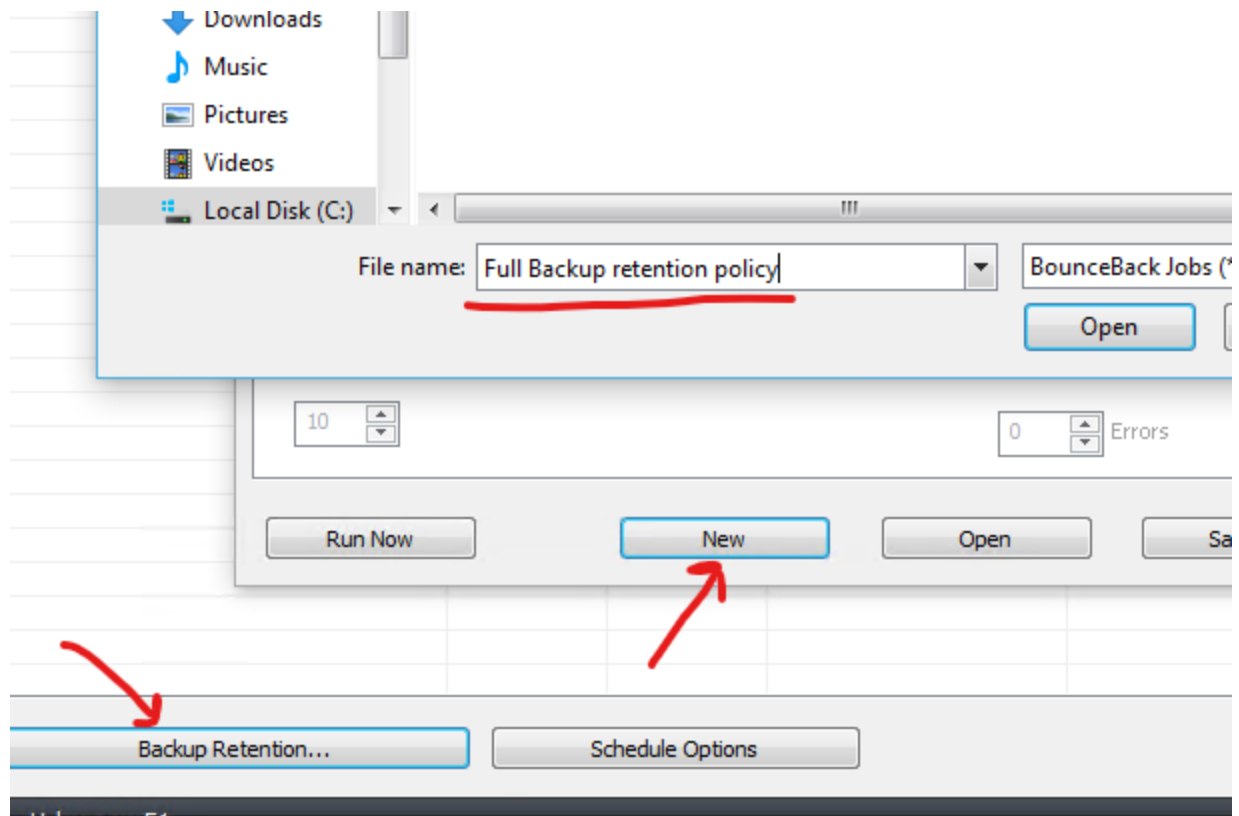 Downloads
Music
Pictures
Videos
Local Disk (C:)
File name: Full Backup retention policy BounceBack Jobs (*
Open
10
0 Errors
Run Now New Open Sa
Backup Retention... Schedule Options